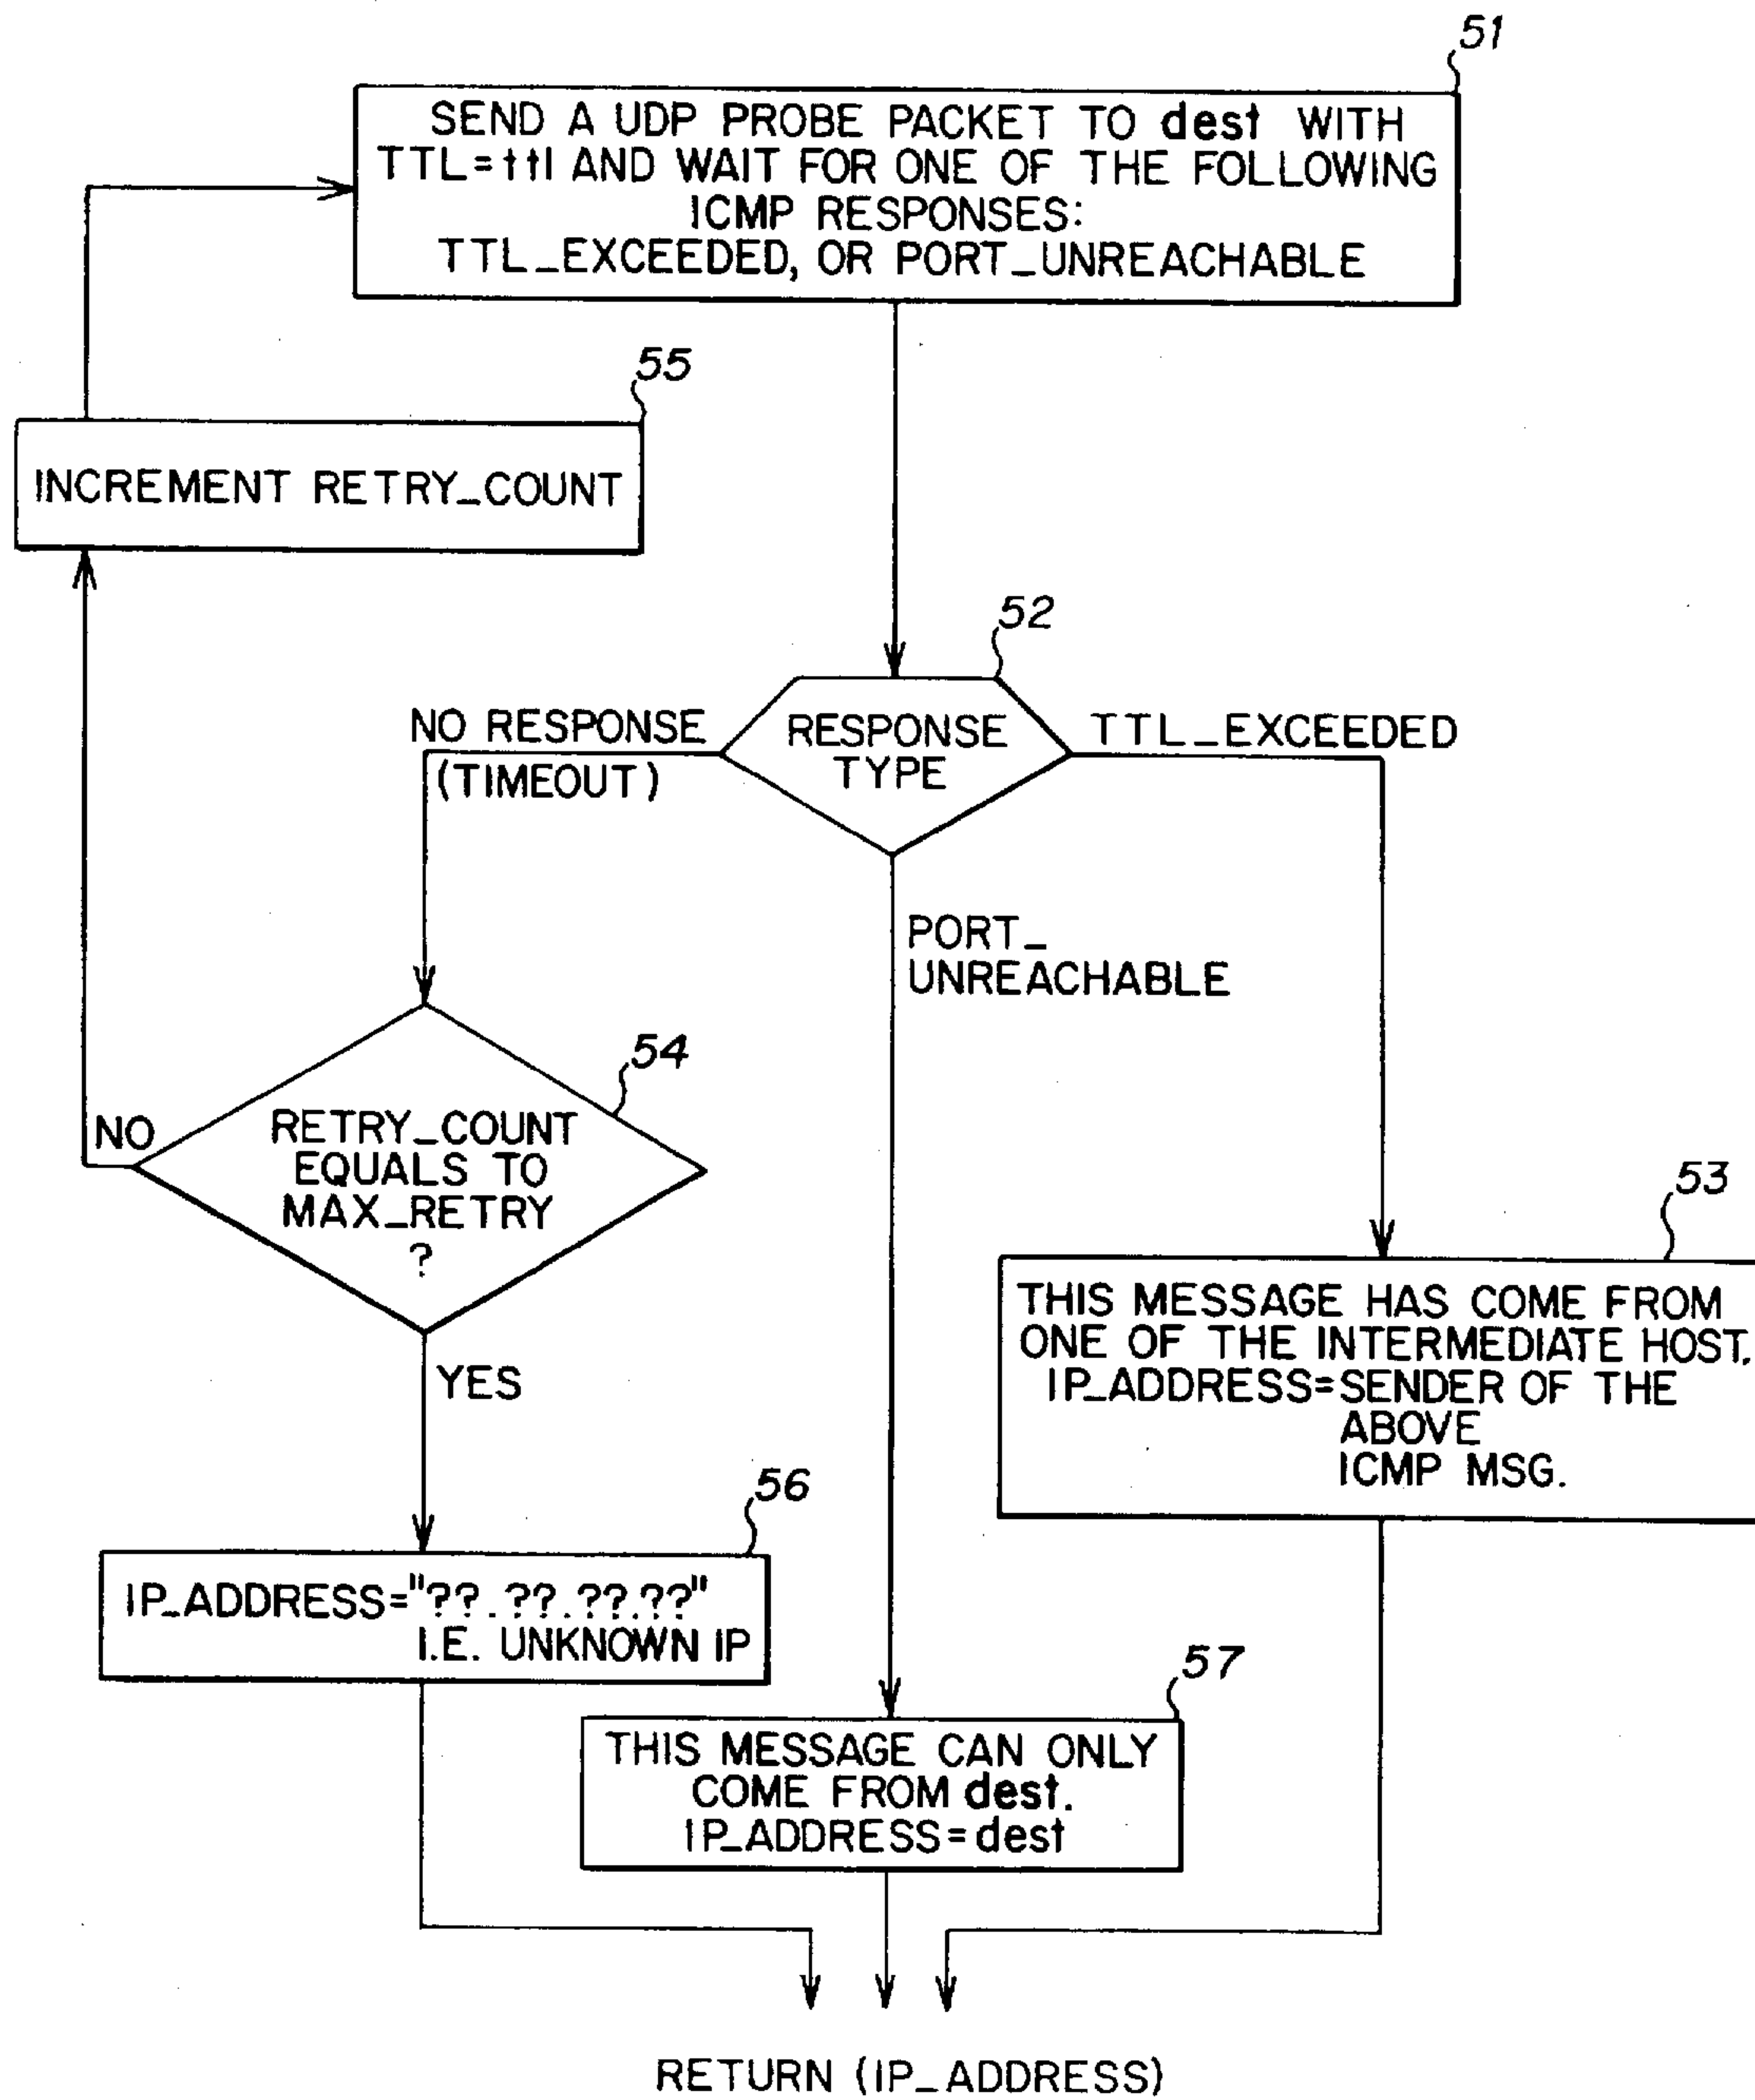 51
SEND A UDP PROBE PACKET TO dest WITH
TTL=ttl AND WAIT FOR ONE OF THE FOLLOWING
ICMP RESPONSES:
TTL_EXCEEDED, OR PORT_UNREACHABLE
55
INCREMENT RETRY_COUNT
52
NO RESPONSE
(TIMEOUT)
RESPONSE
TYPE
TTL_EXCEEDED
PORT_
UNREACHABLE
54
NO
RETRY_COUNT
EQUALS TO
MAX_RETRY
?
YES
53
THIS MESSAGE HAS COME FROM
ONE OF THE INTERMEDIATE HOST.
IP_ADDRESS=SENDER OF THE
ABOVE
ICMP MSG.
56
IP_ADDRESS="??.??.??.??"
I.E. UNKNOWN IP
57
THIS MESSAGE CAN ONLY
COME FROM dest.
IP_ADDRESS=dest
RETURN (IP_ADDRESS)